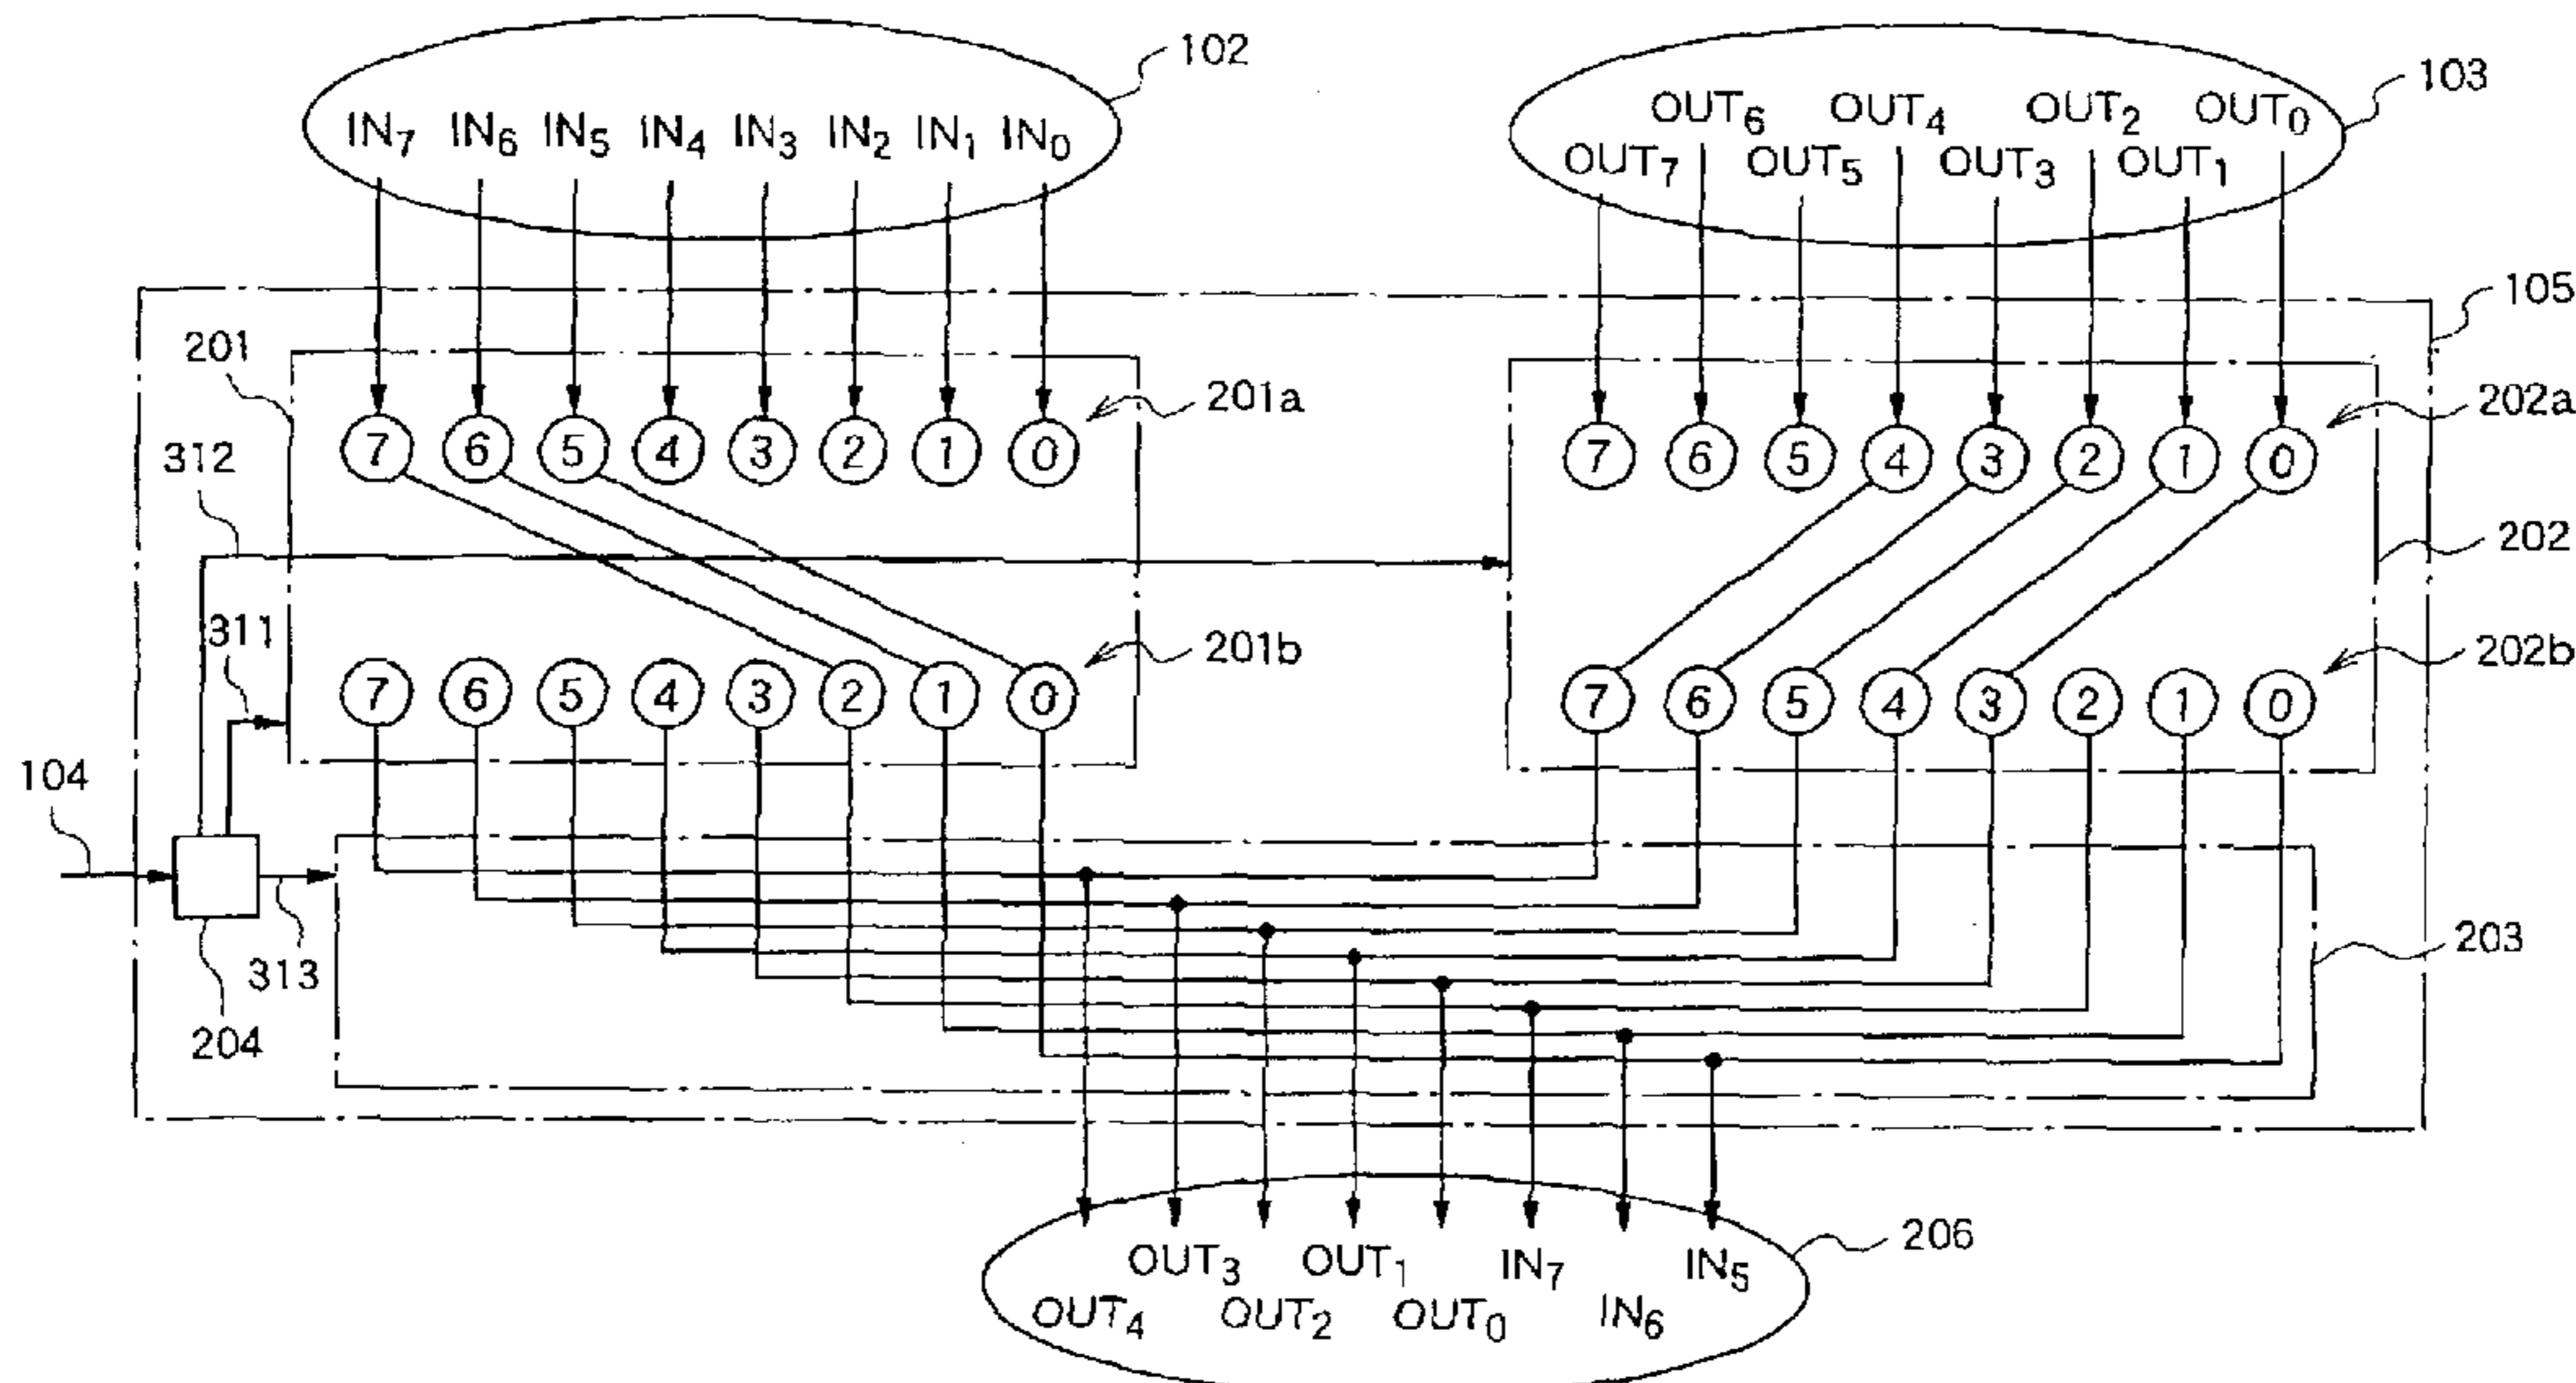 102
103
IN7 IN6 IN5 IN4 IN3 IN2 IN1 IN0
OUT6 OUT4 OUT2 OUT0
OUT7 OUT5 OUT3 OUT1
105
201
201a
202a
7 6 5 4 3 2 1 0
7 6 5 4 3 2 1 0
312
202
311
201b
202b
7 6 5 4 3 2 1 0
7 6 5 4 3 2 1 0
104
203
313
204
206
OUT3 OUT1 IN7 IN5
OUT4 OUT2 OUT0 IN6